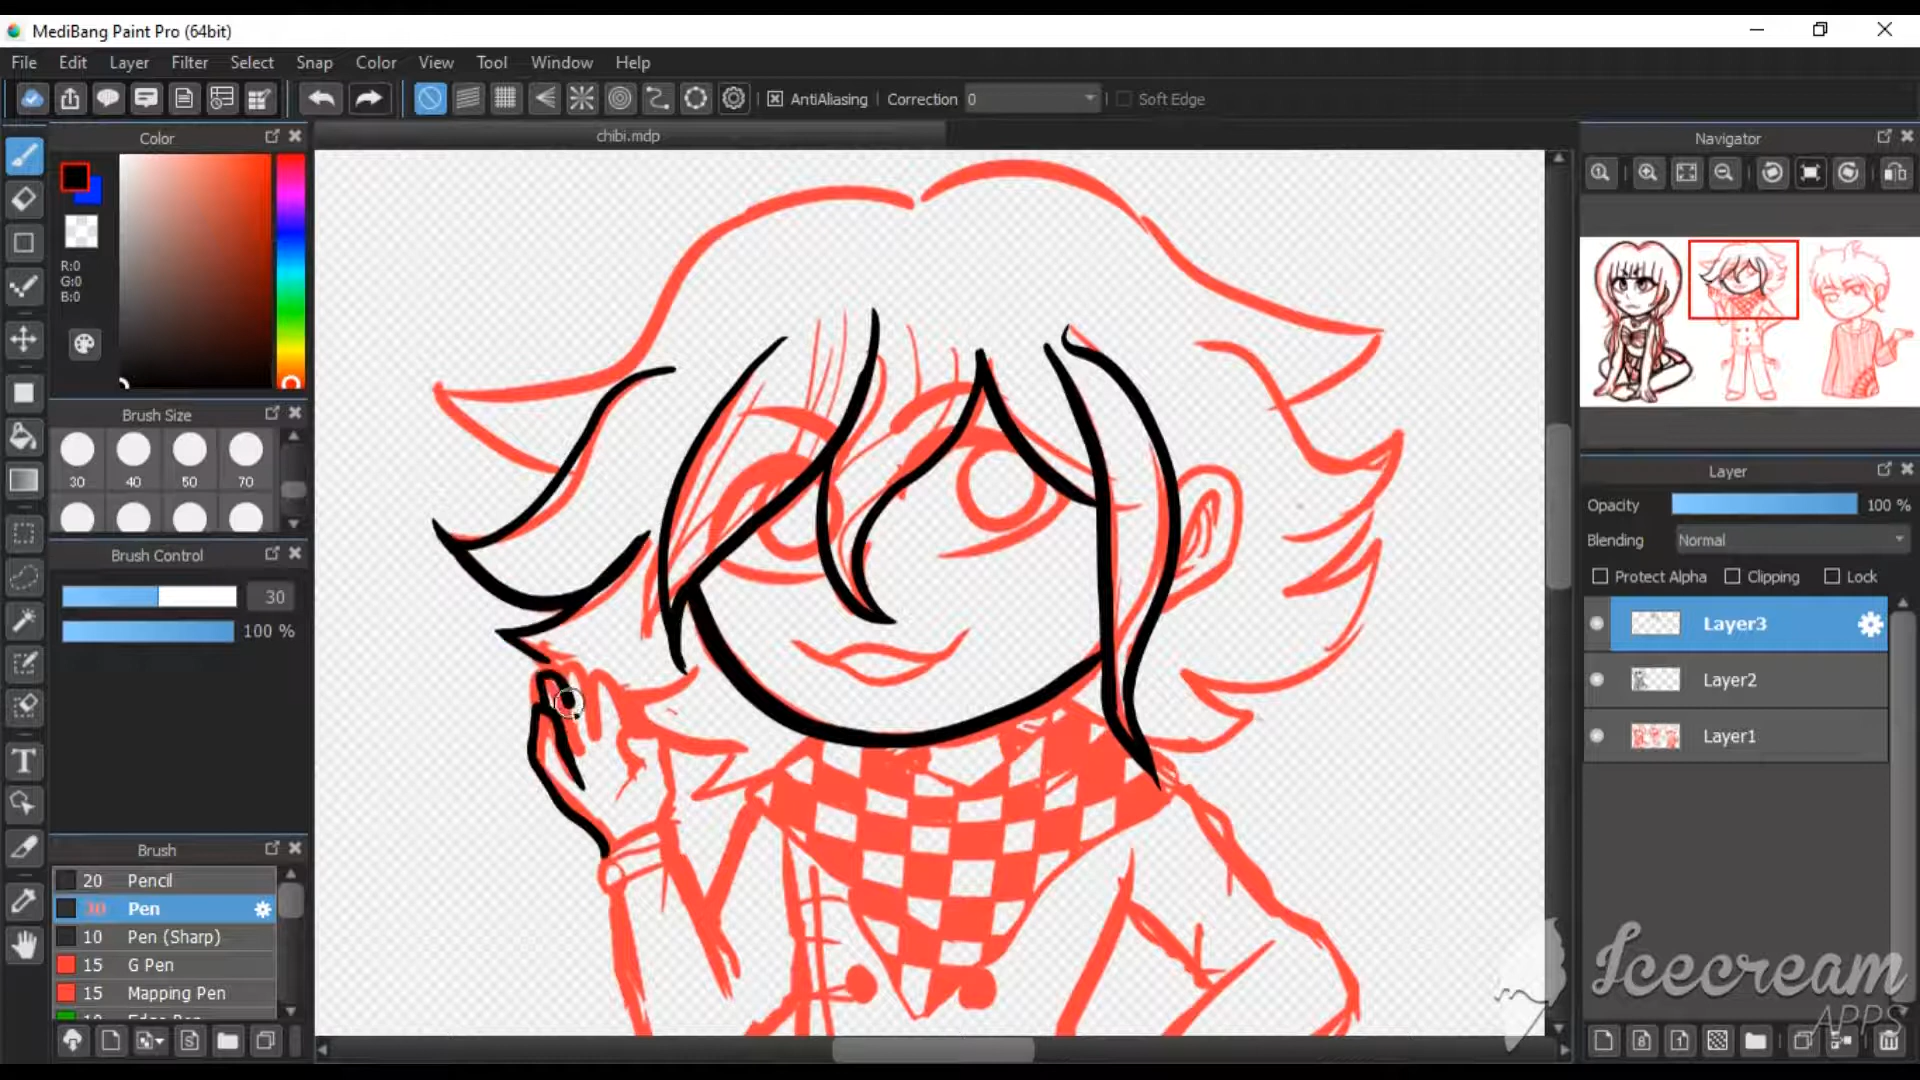 MediBang Paint Pro (64bit)
File Edit Layer Filter Select Snap Color View Tool Window Help
AntiAliasing Correction 0 Soft Edge
Color
chibi.mdp
Navigator
R:0
G:0
B:0
Brush Size
30 40 50 70
Layer
Opacity 100 %
Blending Normal
Protect Alpha Clipping Lock
Brush Control
30
100 %
Layer3
Layer2
Layer1
Brush
20 Pencil
30 Pen
10 Pen (Sharp)
15 G Pen
15 Mapping Pen
T
Icecream
APPS